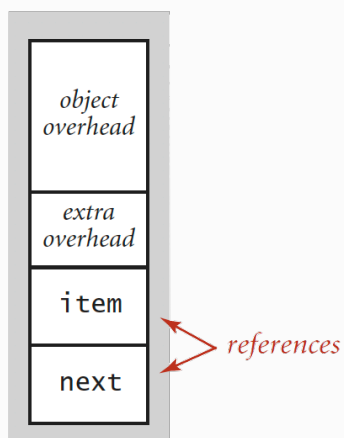 object
overhead
extra
overhead
item
references
next